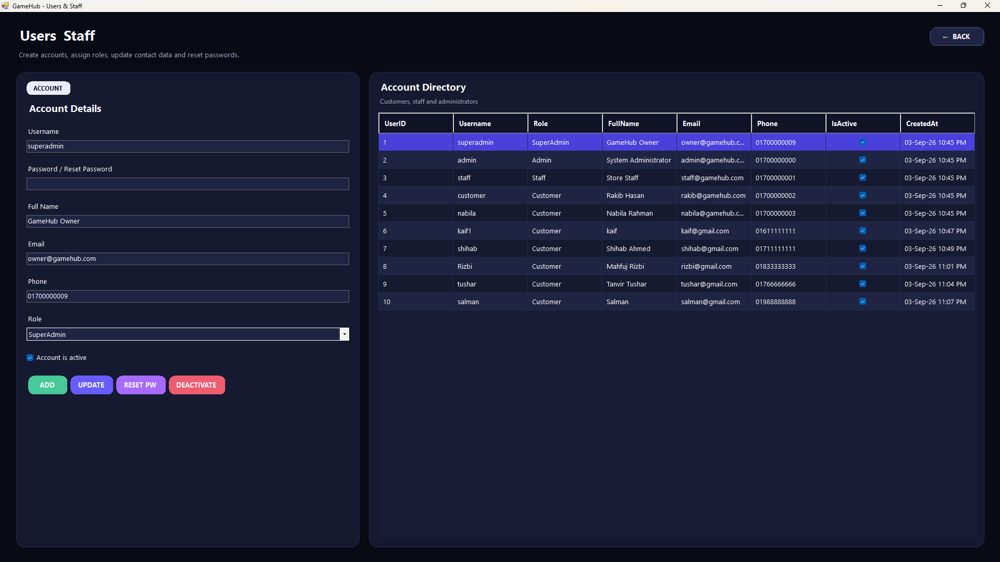 GameHub - Users & Staff
Users  Staff
← BACK
Create accounts, assign roles, update contact data and reset passwords.
ACCOUNT
Account Details
Username
superadmin
Password / Reset Password
Full Name
GameHub Owner
Email
owner@gamehub.com
Phone
01700000009
Role
SuperAdmin
Account is active
ADD UPDATE RESET PW DEACTIVATE
Account Directory
Customers, staff and administrators
UserID Username Role FullName Email Phone IsActive CreatedAt
1 superadmin SuperAdmin GameHub Owner owner@gamehub.c... 01700000009 03-Sep-26 10:45 PM
2 admin Admin System Administrator admin@gamehub.c... 01700000000 03-Sep-26 10:45 PM
3 staff Staff Store Staff staff@gamehub.com 01700000001 03-Sep-26 10:45 PM
4 customer Customer Rakib Hasan rakib@gamehub.com 01700000002 03-Sep-26 10:45 PM
5 nabila Customer Nabila Rahman nabila@gamehub.c... 01700000003 03-Sep-26 10:45 PM
6 kaif1 Customer kaif kaif@gmail.com 01611111111 03-Sep-26 10:47 PM
7 shihab Customer Shihab Ahmed shihab@gmail.com 01711111111 03-Sep-26 10:49 PM
8 Rizbi Customer Mahfuj Rizbi rizbi@gmail.com 01833333333 03-Sep-26 11:01 PM
9 tushar Customer Tanvir Tushar tushar@gmail.com 01766666666 03-Sep-26 11:04 PM
10 salman Customer Salman salman@gmail.com 01988888888 03-Sep-26 11:07 PM